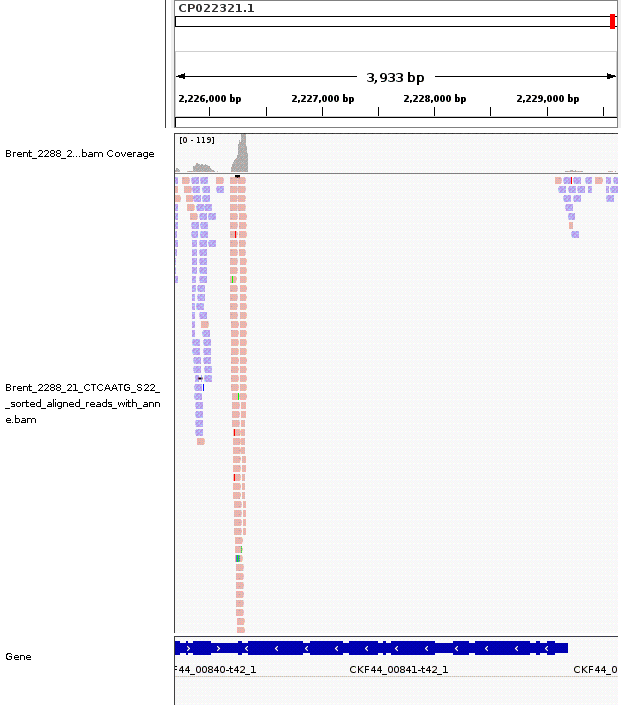 CP022321.1
3,933 bp
2,226,000 bp
2,227,000 bp
2,228,000 bp
2,229,000 bp
[0 - 119]
Brent_2288_2...bam Coverage
Brent_2288_21_CTCAATG_S22_
_sorted_aligned_reads_with_ann
e.bam
Gene
F44_00840-t42_1
CKF44_00841-t42_1
CKF44_0